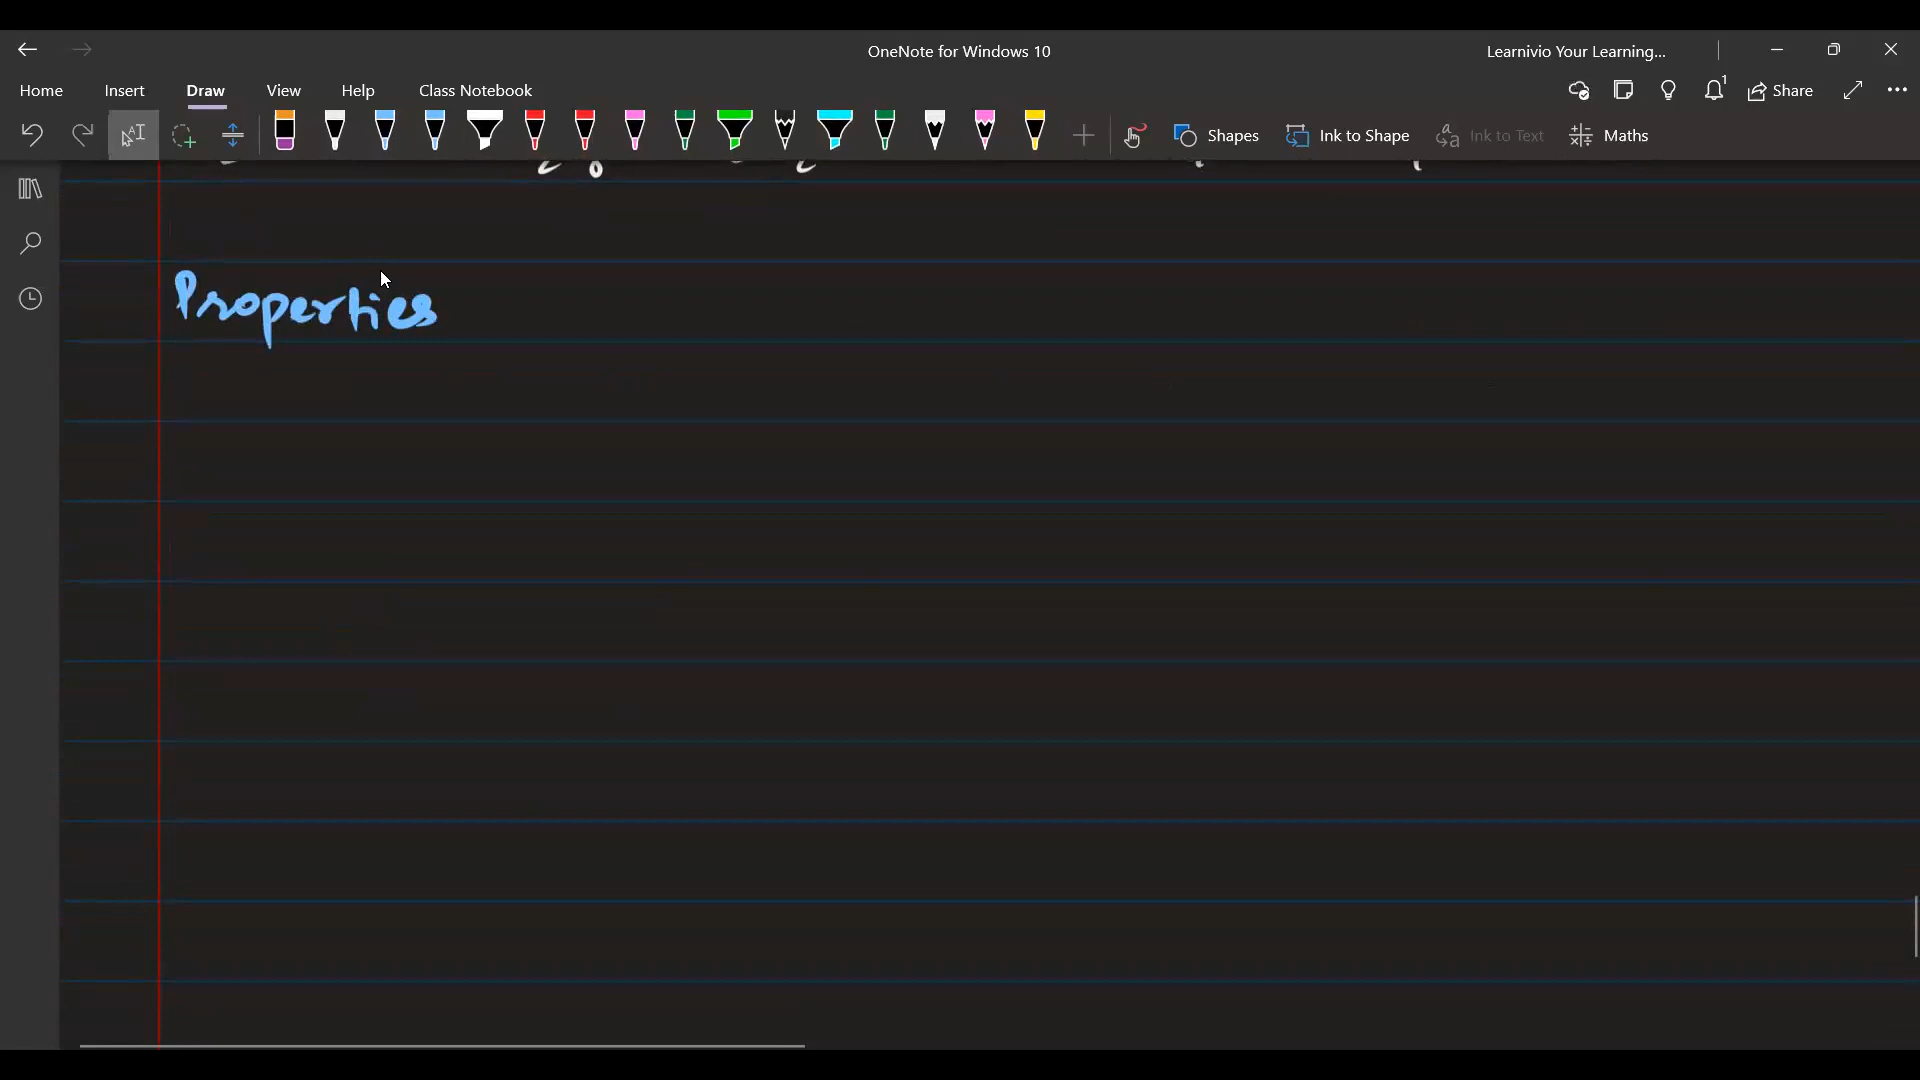 OneNote for Windows 10
Learnivio Your Learning...
Home Insert Draw View Help Class Notebook
1
Share
Shapes
Ink to Shape
Ink to Text
Maths
Properties